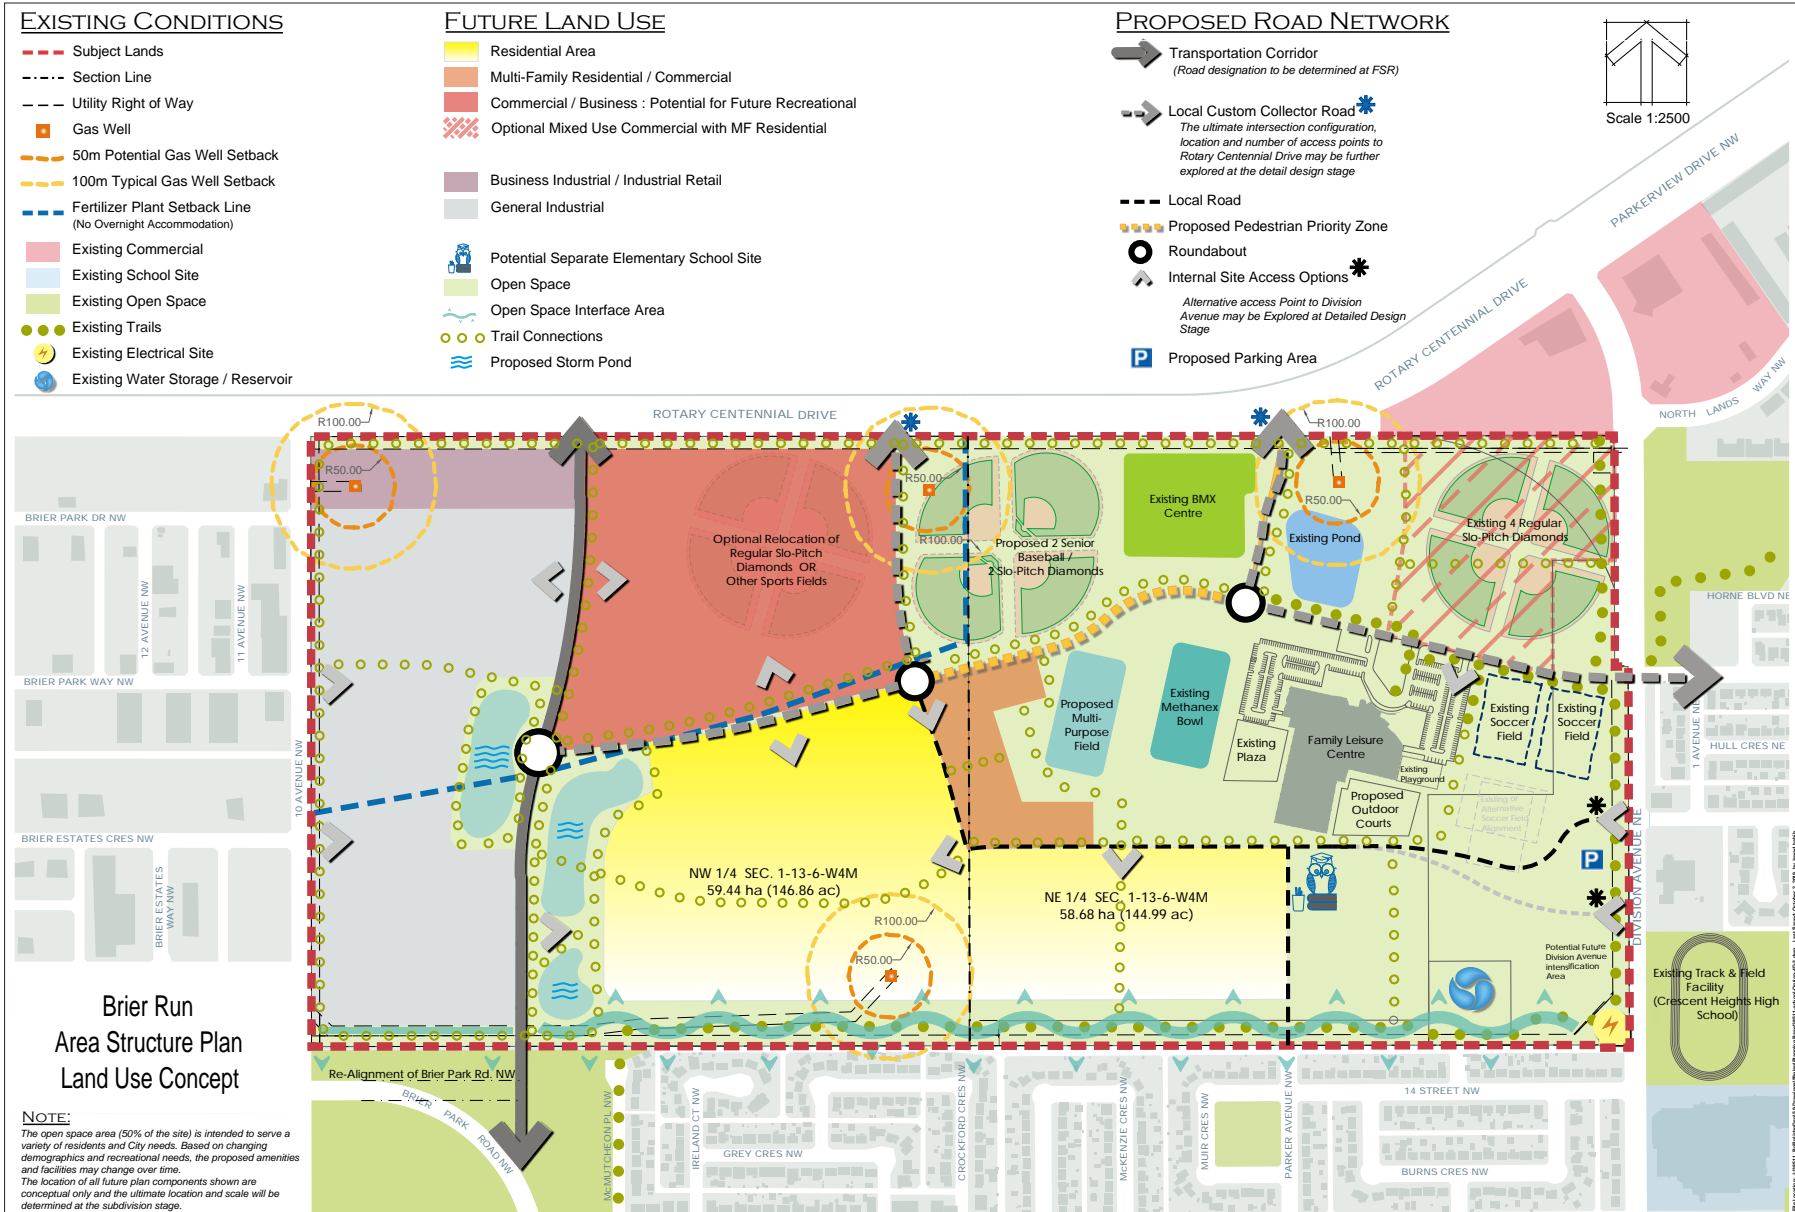 EXISTING CONDITIONS
Subject Lands
Section Line
Utility Right of Way
Gas Well
50m Potential Gas Well Setback
100m Typical Gas Well Setback
Fertilizer Plant Setback Line
(No Overnight Accommodation)
Existing Commercial
Existing School Site
Existing Open Space
Existing Trails
Existing Electrical Site
Existing Water Storage / Reservoir
FUTURE LAND USE
Residential Area
Multi-Family Residential / Commercial
Commercial / Business : Potential for Future Recreational
Optional Mixed Use Commercial with MF Residential
Business Industrial / Industrial Retail
General Industrial
Potential Separate Elementary School Site
Open Space
Open Space Interface Area
Trail Connections
Proposed Storm Pond
PROPOSED ROAD NETWORK
Transportation Corridor
(Road designation to be determined at FSR)
Local Custom Collector Road
The ultimate intersection configuration,
location and number of access points to
Rotary Centennial Drive may be further
explored at the detail design stage
Local Road
Proposed Pedestrian Priority Zone
Roundabout
Internal Site Access Options
Alternative access Point to Division
Avenue may be Explored at Detailed Design
Stage
P
Proposed Parking Area
Scale 1:2500
PARKERVIEW DRIVE NW
ROTARY CENTENNIAL DRIVE
NORTH LANDS WAY NW
ROTARY CENTENNIAL DRIVE
R100.00
R50.00
R50.00
R100.00
R100.00
R50.00
BRIER PARK DR NW
12 AVENUE NW
11 AVENUE NW
BRIER PARK WAY NW
10 AVENUE NW
BRIER ESTATES CRES NW
BRIER ESTATES
WAY NW
Optional Relocation of
Regular Slo-Pitch
Diamonds OR
Other Sports Fields
Proposed 2 Senior
Baseball /
2 Slo-Pitch Diamonds
Existing BMX
Centre
Existing Pond
Existing 4 Regular
Slo-Pitch Diamonds
HORNE BLVD NE
Proposed
Multi-
Purpose
Field
Existing
Methanex
Bowl
Existing
Plaza
Family Leisure
Centre
Existing
Playground
Proposed
Outdoor
Courts
Existing
Soccer
Field
Existing
Soccer
Field
Existing or
Alternative
Soccer Field
Alignment
1 AVENUE NE
HULL CRES NE
DIVISION AVENUE NE
P
NW 1/4 SEC. 1-13-6-W4M
59.44 ha (146.86 ac)
NE 1/4 SEC. 1-13-6-W4M
58.68 ha (144.99 ac)
R100.00
R50.00
Potential Future
Division Avenue
Intensification
Area
Existing Track & Field
Facility
(Crescent Heights High
School)
Brier Run
Area Structure Plan
Land Use Concept
NOTE:
The open space area (50% of the site) is intended to serve a
variety of residents and City needs. Based on changing
demographics and recreational needs, the proposed amenities
and facilities may change over time.
The location of all future plan components shown are
conceptual only and the ultimate location and scale will be
determined at the subdivision stage.
Re-Alignment of Brier Park Rd. NW
BRIER PARK ROAD NW
McCUTCHEON PL NW
IRELAND CT NW
GREY CRES NW
CROCKFORD CRES NW
McKENZIE CRES NW
MUIR CRES NW
PARKER AVENUE NW
14 STREET NW
BURNS CRES NW